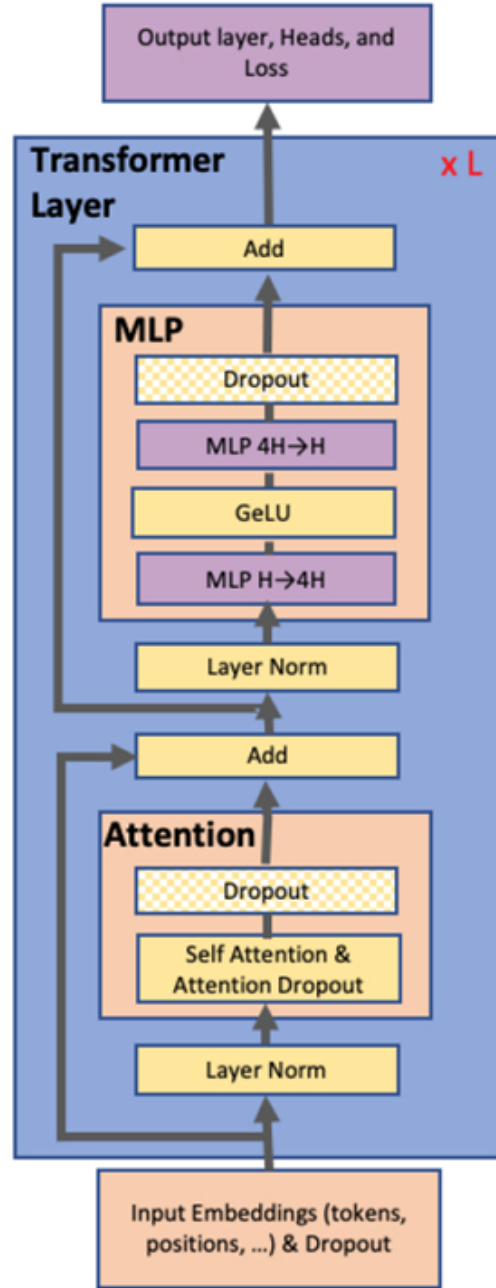 Output layer, Heads, and
Loss
Transformer
Layer
x L
Add
MLP
Dropout
MLP 4H→H
GeLU
MLP H→4H
Layer Norm
Add
Attention
Dropout
Self Attention &
Attention Dropout
Layer Norm
Input Embeddings (tokens,
positions, ...) & Dropout